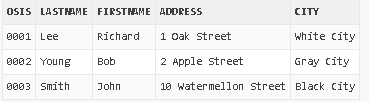 OSIS LASTNAME FIRSTNAME ADDRESS CITY
0001 Lee Richard 1 Oak Street White City
0002 Young Bob 2 Apple Street Gray City
0003 Smith John 10 Watermellon Street Black City